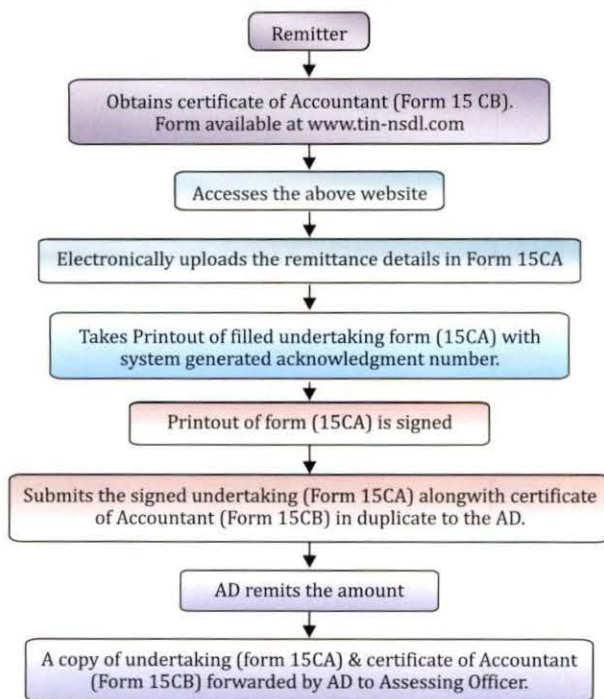 Remitter
Obtains certificate of Accountant (Form 15 CB).
Form available at www.tin-nsdl.com
Accesses the above website
Electronically uploads the remittance details in Form 15CA
Takes Printout of filled undertaking form (15CA) with
system generated acknowledgment number.
Printout of form (15CA) is signed
Submits the signed undertaking (Form 15CA) alongwith certificate
of Accountant (Form 15CB) in duplicate to the AD.
AD remits the amount
A copy of undertaking (form 15CA) & certificate of Accountant
(Form 15CB) forwarded by AD to Assessing Officer.